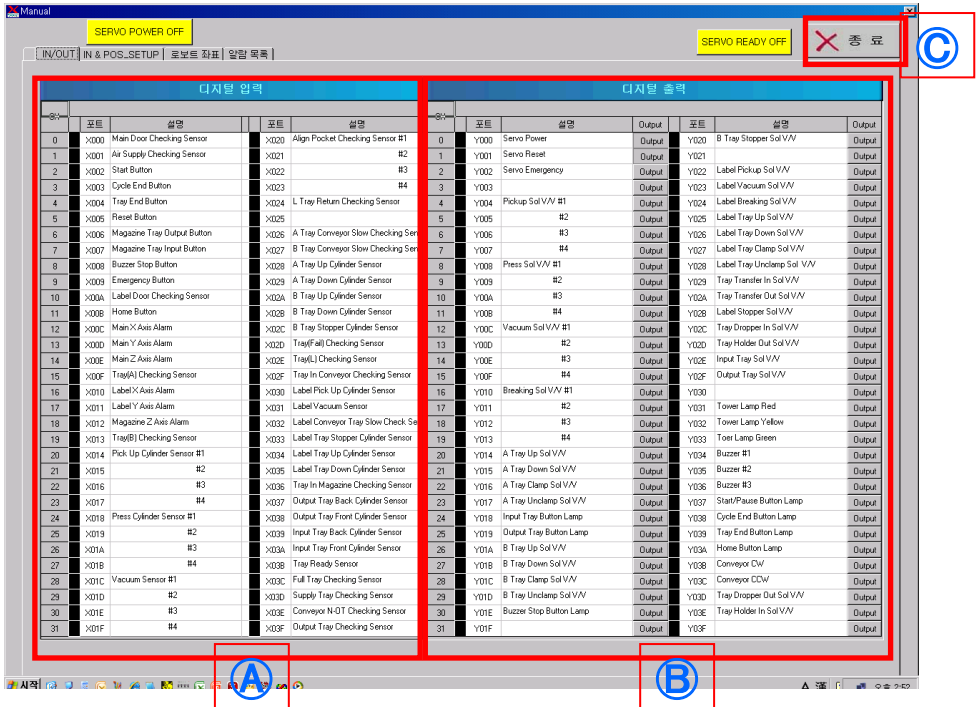 Manual
SERVO POWER OFF
SERVO READY OFF
종 료
Ⓒ
IN/OUT IN & POS_SETUP 로보트 좌표 알람 목록
디지털 입력
포트 설명 포트 설명
0 X000 Main Door Checking Sensor X020 Align Pocket Checking Sensor #1
1 X001 Air Supply Checking Sensor X021 #2
2 X002 Start Button X022 #3
3 X003 Cycle End Button X023 #4
4 X004 Tray End Button X024 L Tray Return Checking Sensor
5 X005 Reset Button X025
6 X006 Magazine Tray Output Button X026 A Tray Conveyor Slow Checking Sen
7 X007 Magazine Tray Input Button X027 B Tray Conveyor Slow Checking Sen
8 X008 Buzzer Stop Button X028 A Tray Up Cylinder Sensor
9 X009 Emergency Button X029 A Tray Down Cylinder Sensor
10 X00A Label Door Checking Sensor X02A B Tray Up Cylinder Sensor
11 X00B Home Button X02B B Tray Down Cylinder Sensor
12 X00C Main X Axis Alarm X02C B Tray Stopper Cylinder Sensor
13 X00D Main Y Axis Alarm X02D Tray(Fail) Checking Sensor
14 X00E Main Z Axis Alarm X02E Tray(L) Checking Sensor
15 X00F Tray(A) Checking Sensor X02F Tray In Conveyor Checking Sensor
16 X010 Label X Axis Alarm X030 Label Pick Up Cylinder Sensor
17 X011 Label Y Axis Alarm X031 Label Vacuum Sensor
18 X012 Magazine Z Axis Alarm X032 Label Conveyor Tray Slow Check Se
19 X013 Tray(B) Checking Sensor X033 Label Tray Stopper Cylinder Sensor
20 X014 Pick Up Cylinder Sensor #1 X034 Label Tray Up Cylinder Sensor
21 X015 #2 X035 Label Tray Down Cylinder Sensor
22 X016 #3 X036 Tray In Magazine Checking Sensor
23 X017 #4 X037 Output Tray Back Cylinder Sensor
24 X018 Press Cylinder Sensor #1 X038 Output Tray Front Cylinder Sensor
25 X019 #2 X039 Input Tray Back Cylinder Sensor
26 X01A #3 X03A Input Tray Front Cylinder Sensor
27 X01B #4 X03B Tray Ready Sensor
28 X01C Vacuum Sensor #1 X03C Full Tray Checking Sensor
29 X01D #2 X03D Supply Tray Checking Sensor
30 X01E #3 X03E Conveyor N-OT Checking Sensor
31 X01F #4 X03F Output Tray Checking Sensor
디지털 출력
포트 설명 Output 포트 설명 Output
0 Y000 Servo Power Output Y020 B Tray Stopper Sol V/V Output
1 Y001 Servo Reset Output Y021 Output
2 Y002 Servo Emergency Output Y022 Label Pickup Sol V/V Output
3 Y003 Output Y023 Label Vacuum Sol V/V Output
4 Y004 Pickup Sol V/V #1 Output Y024 Label Breaking Sol V/V Output
5 Y005 #2 Output Y025 Label Tray Up Sol V/V Output
6 Y006 #3 Output Y026 Label Tray Down Sol V/V Output
7 Y007 #4 Output Y027 Label Tray Clamp Sol V/V Output
8 Y008 Press Sol V/V #1 Output Y028 Label Tray Unclamp Sol V/V Output
9 Y009 #2 Output Y029 Tray Transfer In Sol V/V Output
10 Y00A #3 Output Y02A Tray Transfer Out Sol V/V Output
11 Y00B #4 Output Y02B Label Stopper Sol V/V Output
12 Y00C Vacuum Sol V/V #1 Output Y02C Tray Dropper In Sol V/V Output
13 Y00D #2 Output Y02D Tray Holder Out Sol V/V Output
14 Y00E #3 Output Y02E Input Tray Sol V/V Output
15 Y00F #4 Output Y02F Output Tray Sol V/V Output
16 Y010 Breaking Sol V/V #1 Output Y030 Output
17 Y011 #2 Output Y031 Tower Lamp Red Output
18 Y012 #3 Output Y032 Tower Lamp Yellow Output
19 Y013 #4 Output Y033 Toer Lamp Green Output
20 Y014 A Tray Up Sol V/V Output Y034 Buzzer #1 Output
21 Y015 A Tray Down Sol V/V Output Y035 Buzzer #2 Output
22 Y016 A Tray Clamp Sol V/V Output Y036 Buzzer #3 Output
23 Y017 A Tray Unclamp Sol V/V Output Y037 Start/Pause Button Lamp Output
24 Y018 Input Tray Button Lamp Output Y038 Cycle End Button Lamp Output
25 Y019 Output Tray Button Lamp Output Y039 Tray End Button Lamp Output
26 Y01A B Tray Up Sol V/V Output Y03A Home Button Lamp Output
27 Y01B B Tray Down Sol V/V Output Y03B Conveyor CW Output
28 Y01C B Tray Clamp Sol V/V Output Y03C Conveyor CCW Output
29 Y01D B Tray Unclamp Sol V/V Output Y03D Tray Dropper Out Sol V/V Output
30 Y01E Buzzer Stop Button Lamp Output Y03E Tray Holder In Sol V/V Output
31 Y01F Output Y03F Output
Ⓐ
Ⓑ
시작
A 漢
오후 2:52